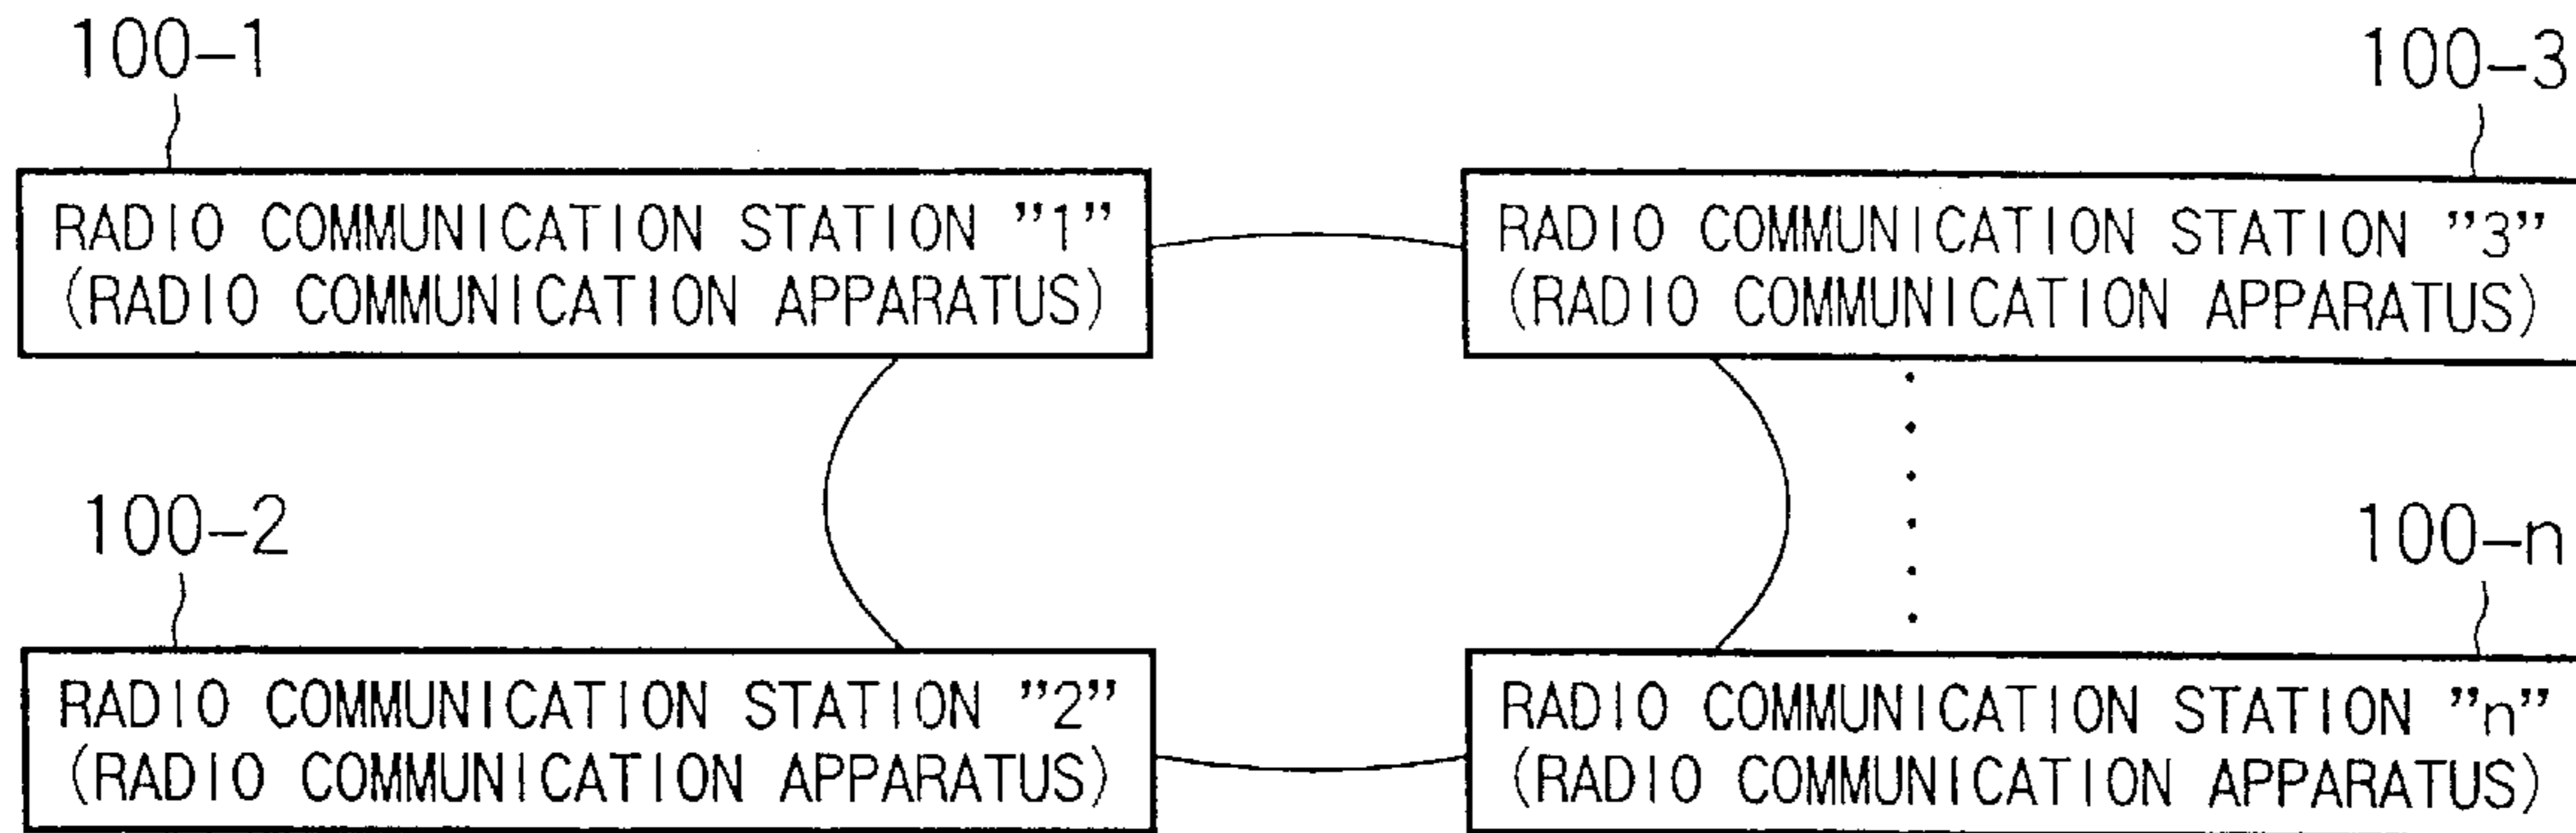 100-1
100-3
RADIO COMMUNICATION STATION ”1”
(RADIO COMMUNICATION APPARATUS)
RADIO COMMUNICATION STATION ”3”
(RADIO COMMUNICATION APPARATUS)
100-2
100-n
RADIO COMMUNICATION STATION ”2”
(RADIO COMMUNICATION APPARATUS)
RADIO COMMUNICATION STATION ”n”
(RADIO COMMUNICATION APPARATUS)